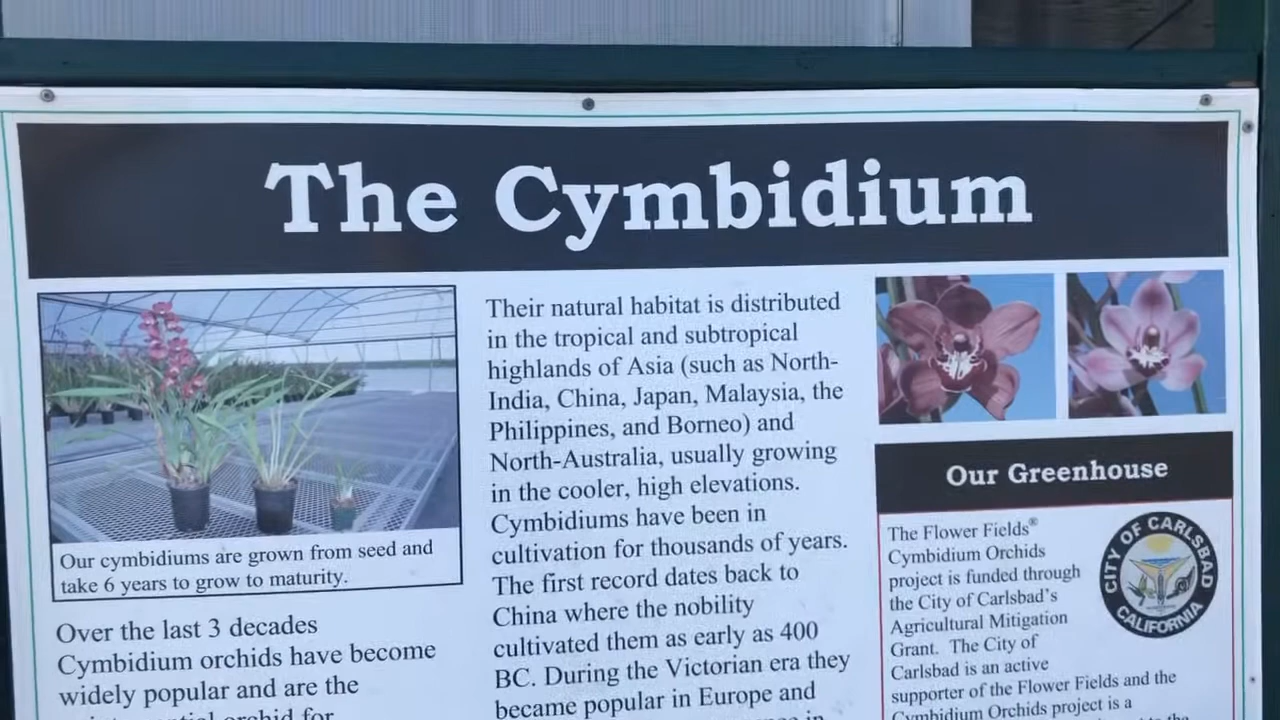 The Cymbidium
Our cymbidiums are grown from seed and
take 6 years to grow to maturity.
Over the last 3 decades
Cymbidium orchids have become
widely popular and are the
orchid for
Their natural habitat is distributed
in the tropical and subtropical
highlands of Asia (such as North-
India, China, Japan, Malaysia, the
Philippines, and Borneo) and
North-Australia, usually growing
in the cooler, high elevations.
Cymbidiums have been in
cultivation for thousands of years.
The first record dates back to
China where the nobility
cultivated them as early as 400
BC. During the Victorian era they
became popular in Europe and
in
Our Greenhouse
The Flower Fields®
Cymbidium Orchids
project is funded through
the City of Carlsbad's
Agricultural Mitigation
Grant. The City of
Carlsbad is an active
supporter of the Flower Fields and the
Cymbidium Orchids project is a
the
CITY OF CARLSBAD
CALIFORNIA